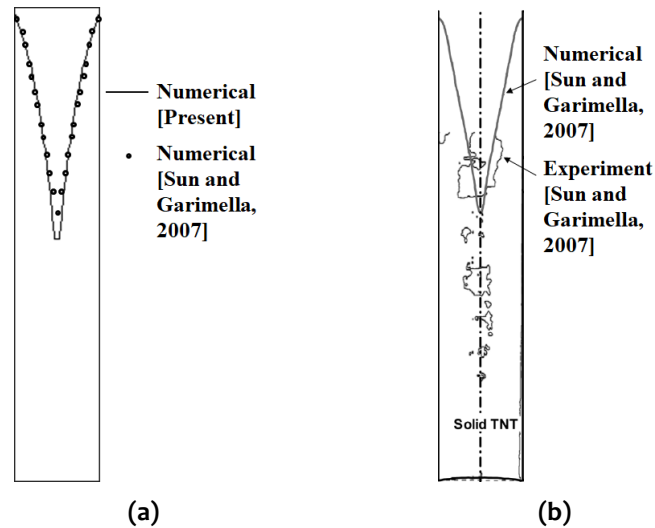 Numerical
[Present]
Numerical
[Sun and
Garimella,
2007]
(a)
Numerical
[Sun and
Garimella,
2007]
Experiment
[Sun and
Garimella,
2007]
Solid TNT
(b)